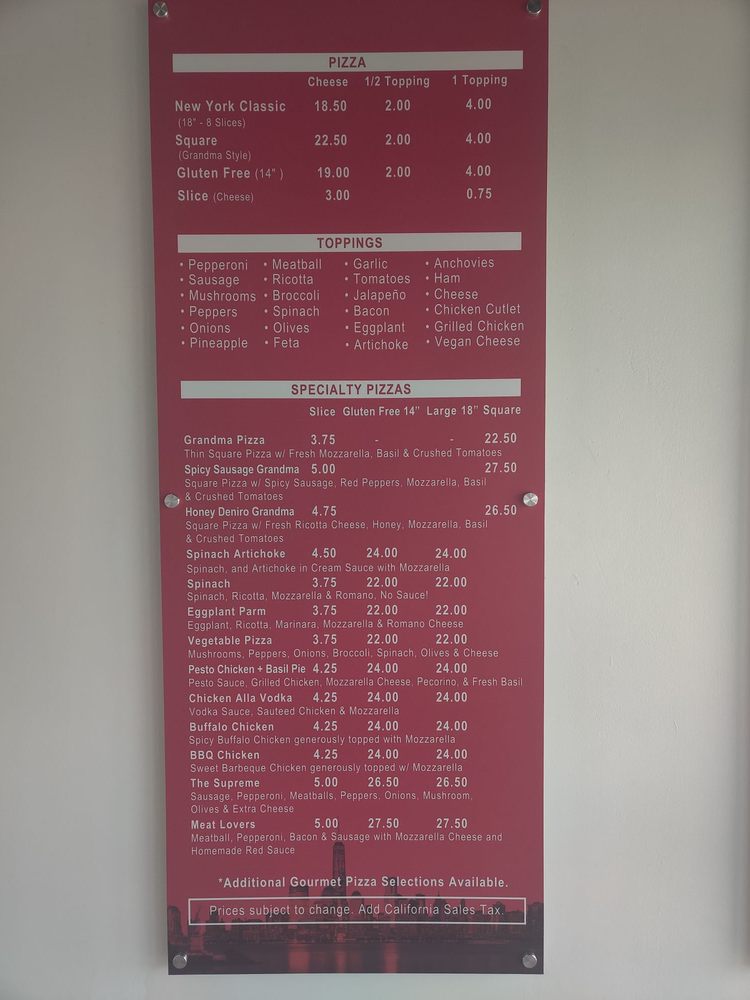 PIZZA
Cheese 1/2 Topping 1 Topping
New York Classic 18.50 2.00 4.00
(18" - 8 Slices)
Square 22.50 2.00 4.00
(Grandma Style)
Gluten Free (14" ) 19.00 2.00 4.00
Slice (Cheese) 3.00 0.75
TOPPINGS
• Pepperoni • Meatball • Garlic • Anchovies
• Sausage • Ricotta • Tomatoes • Ham
• Mushrooms • Broccoli • Jalapeño • Cheese
• Peppers • Spinach • Bacon • Chicken Cutlet
• Onions • Olives • Eggplant • Grilled Chicken
• Pineapple • Feta • Artichoke • Vegan Cheese
SPECIALTY PIZZAS
Slice Gluten Free 14" Large 18" Square
Grandma Pizza 3.75 - - 22.50
Thin Square Pizza w/ Fresh Mozzarella, Basil & Crushed Tomatoes
Spicy Sausage Grandma 5.00 27.50
Square Pizza w/ Spicy Sausage, Red Peppers, Mozzarella, Basil
& Crushed Tomatoes
Honey Deniro Grandma 4.75 26.50
Square Pizza w/ Fresh Ricotta Cheese, Honey, Mozzarella, Basil
& Crushed Tomatoes
Spinach Artichoke 4.50 24.00 24.00
Spinach, and Artichoke in Cream Sauce with Mozzarella
Spinach 3.75 22.00 22.00
Spinach, Ricotta, Mozzarella & Romano, No Sauce!
Eggplant Parm 3.75 22.00 22.00
Eggplant, Ricotta, Marinara, Mozzarella & Romano Cheese
Vegetable Pizza 3.75 22.00 22.00
Mushrooms, Peppers, Onions, Broccoli, Spinach, Olives & Cheese
Pesto Chicken + Basil Pie 4.25 24.00 24.00
Pesto Sauce, Grilled Chicken, Mozzarella Cheese, Pecorino, & Fresh Basil
Chicken Alla Vodka 4.25 24.00 24.00
Vodka Sauce, Sauteed Chicken & Mozzarella
Buffalo Chicken 4.25 24.00 24.00
Spicy Buffalo Chicken generously topped with Mozzarella
BBQ Chicken 4.25 24.00 24.00
Sweet Barbeque Chicken generously topped w/ Mozzarella
The Supreme 5.00 26.50 26.50
Sausage, Pepperoni, Meatballs, Peppers, Onions, Mushroom,
Olives & Extra Cheese
Meat Lovers 5.00 27.50 27.50
Meatball, Pepperoni, Bacon & Sausage with Mozzarella Cheese and
Homemade Red Sauce
*Additional Gourmet Pizza Selections Available.
Prices subject to change. Add California Sales Tax.